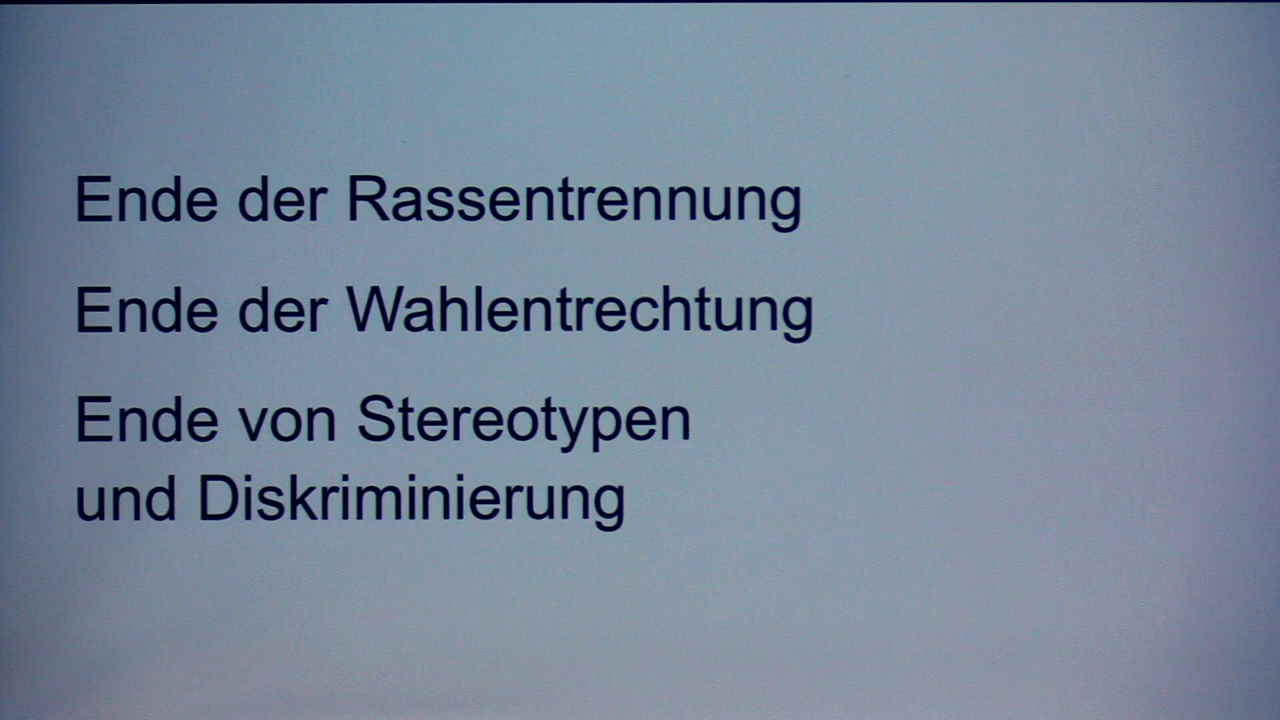 Ende der Rassentrennung
Ende der Wahlentrechtung
Ende von Stereotypen
und Diskriminierung